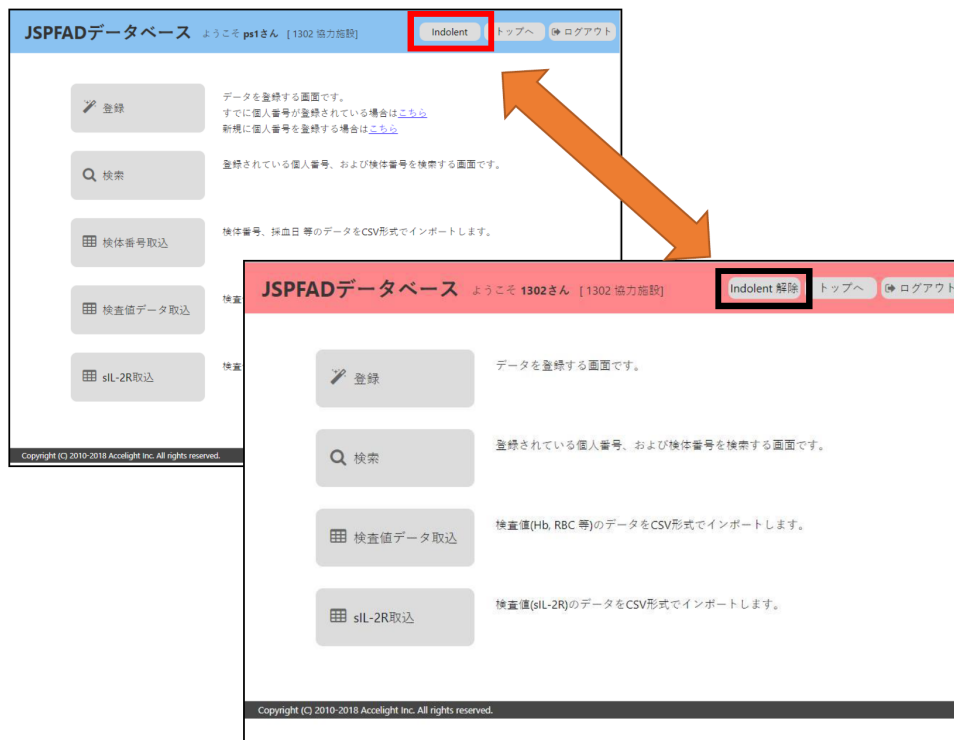 JSPFADデータベース ようこそ ps1さん [1302 協力施設] Indolent トップへ ログアウト
登録
データを登録する画面です。
すでに個人番号が登録されている場合はこちら
新規に個人番号を登録する場合はこちら
検索
登録されている個人番号、および検体番号を検索する画面です。
検体番号取込
検体番号、採血日 等のデータをCSV形式でインポートします。
検査値データ取込
検査
sIL-2R取込
検査
Copyright (C) 2010-2018 Accelight Inc. All rights reserved.
JSPFADデータベース ようこそ 1302さん [1302 協力施設] Indolent 解除 トップへ ログアウト
登録
データを登録する画面です。
検索
登録されている個人番号、および検体番号を検索する画面です。
検査値データ取込
検査値(Hb, RBC 等)のデータをCSV形式でインポートします。
sIL-2R取込
検査値(sIL-2R)のデータをCSV形式でインポートします。
Copyright (C) 2010-2018 Accelight Inc. All rights reserved.